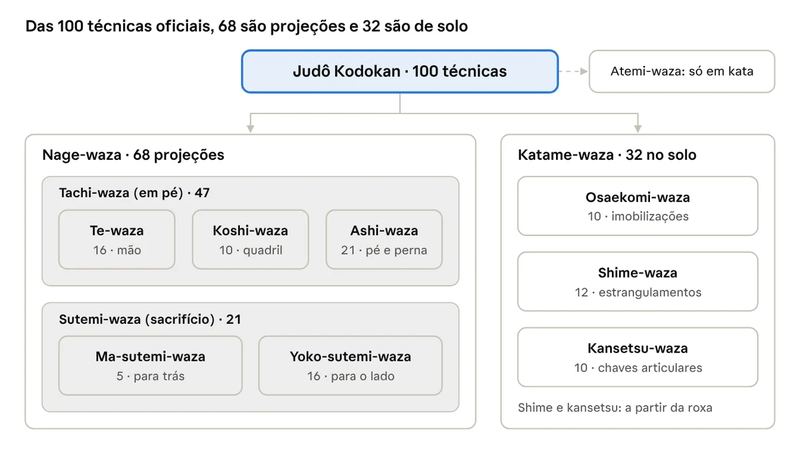 Das 100 técnicas oficiais, 68 são projeções e 32 são de solo
Judô Kodokan · 100 técnicas
Atemi-waza: só em kata
Nage-waza · 68 projeções
Tachi-waza (em pé) · 47
Te-waza
16 · mão
Koshi-waza
10 · quadril
Ashi-waza
21 · pé e perna
Sutemi-waza (sacrifício) · 21
Ma-sutemi-waza
5 · para trás
Yoko-sutemi-waza
16 · para o lado
Katame-waza · 32 no solo
Osaekomi-waza
10 · imobilizações
Shime-waza
12 · estrangulamentos
Kansetsu-waza
10 · chaves articulares
Shime e kansetsu: a partir da roxa